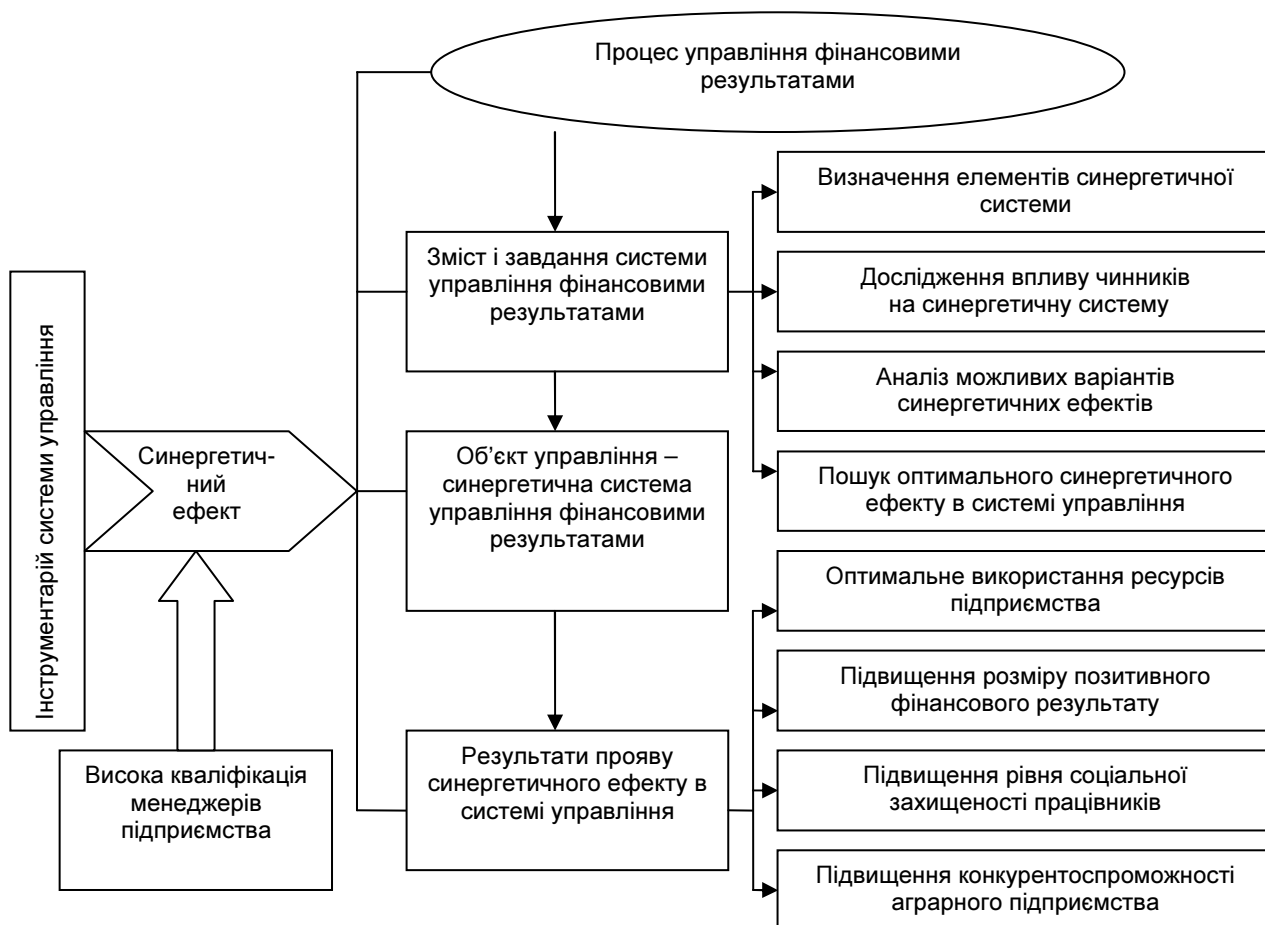 Процес управління фінансовими
результатами
Визначення елементів синергетичної
системи
Зміст і завдання системи
управління фінансовими
результатами
Дослідження впливу чинників
на синергетичну систему
Аналіз можливих варіантів
синергетичних ефектів
Інструментарій системи управління
Синергетич-
ний
ефект
Об’єкт управління –
синергетична система
управління фінансовими
результатами
Пошук оптимального синергетичного
ефекту в системі управління
Оптимальне використання ресурсів
підприємства
Підвищення розміру позитивного
фінансового результату
Висока кваліфікація
менеджерів
підприємства
Результати прояву
синергетичного ефекту в
системі управління
Підвищення рівня соціальної
захищеності працівників
Підвищення конкурентоспроможності
аграрного підприємства